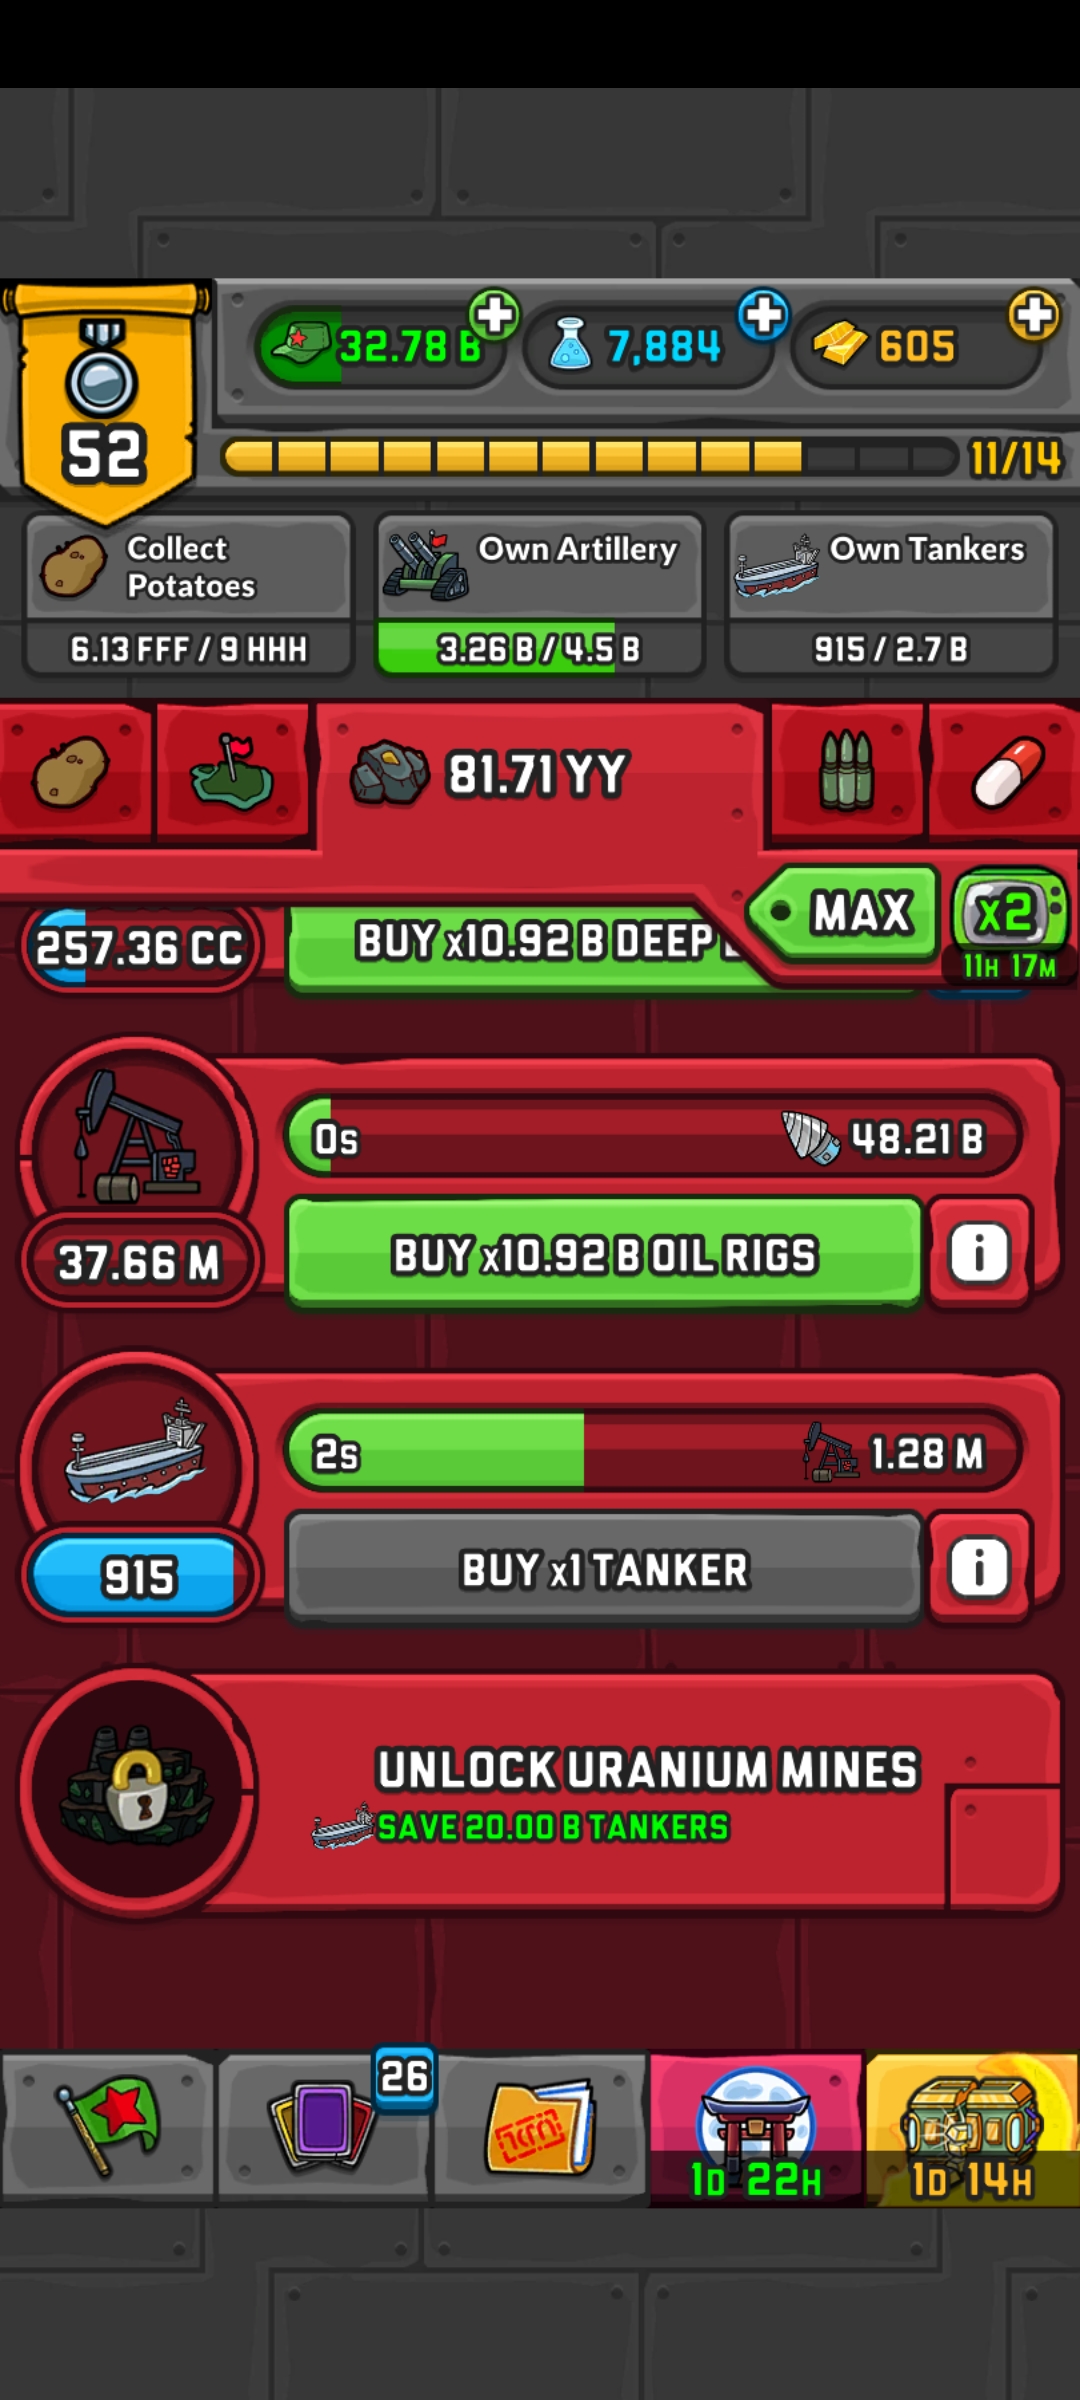 32.78 B
7,884
605
52
11/14
Collect
Potatoes
Own Artillery
Own Tankers
6.13 FFF / 9 HHH
3.26 B / 4.5 B
915 / 2.7 B
81.71 YY
MAX
x2
11H 17M
257.36 CC
BUY x10.92 B DEEP
0s
48.21 B
37.66 M
BUY x10.92 B OIL RIGS
i
2s
1.28 M
915
BUY x1 TANKER
i
UNLOCK URANIUM MINES
SAVE 20.00 B TANKERS
26
1D 22H
1D 14H